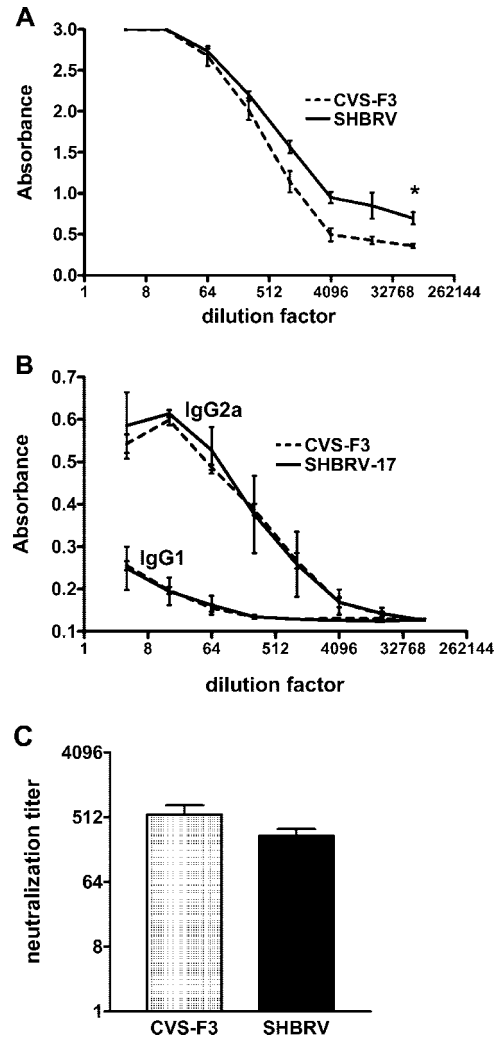 A
3.0
2.5
2.0
1.5
1.0
0.5
0.0
Absorbance
CVS-F3
SHBRV
*
1 8 64 512 4096 32768 262144
dilution factor
B
0.7
0.6
0.5
0.4
0.3
0.2
0.1
Absorbance
IgG2a
CVS-F3
SHBRV-17
IgG1
1 8 64 512 4096 32768 262144
dilution factor
C
4096
512
64
8
1
neutralization titer
CVS-F3 SHBRV